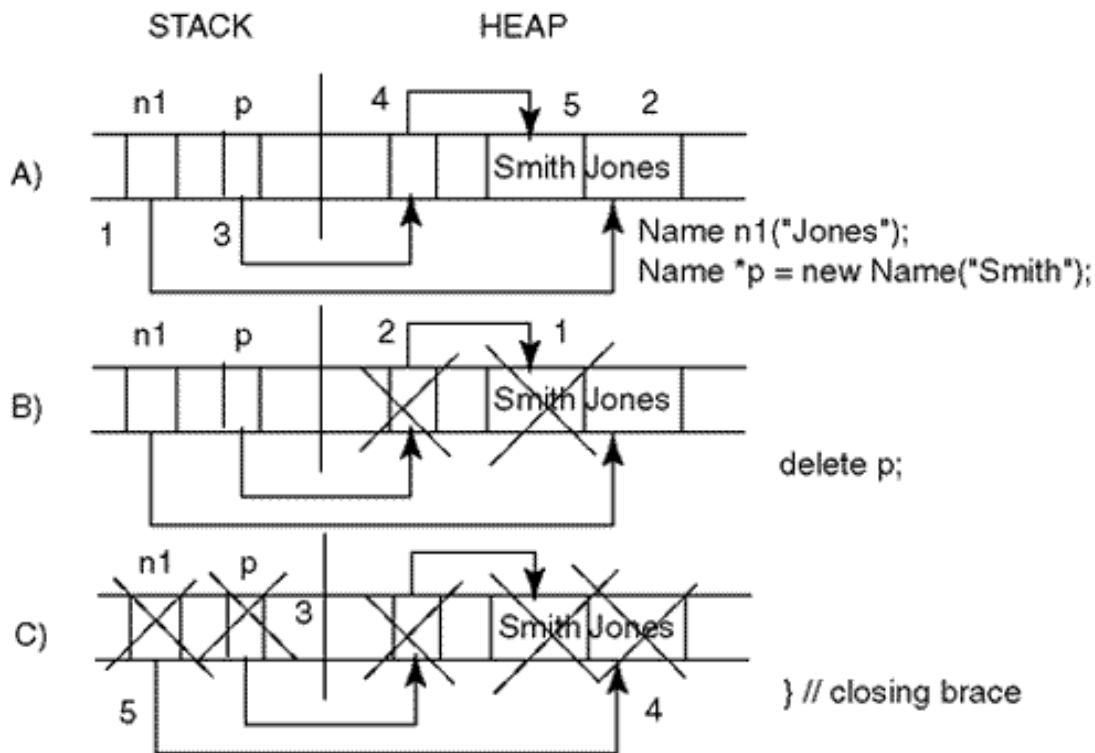 STACK HEAP
n1 p 4 5 2
A) Smith Jones
1 3 Name n1("Jones");
Name *p = new Name("Smith");
n1 p 2 1
B) Smith Jones
delete p;
n1 p
3
C) Smith Jones
5 4 } // closing brace